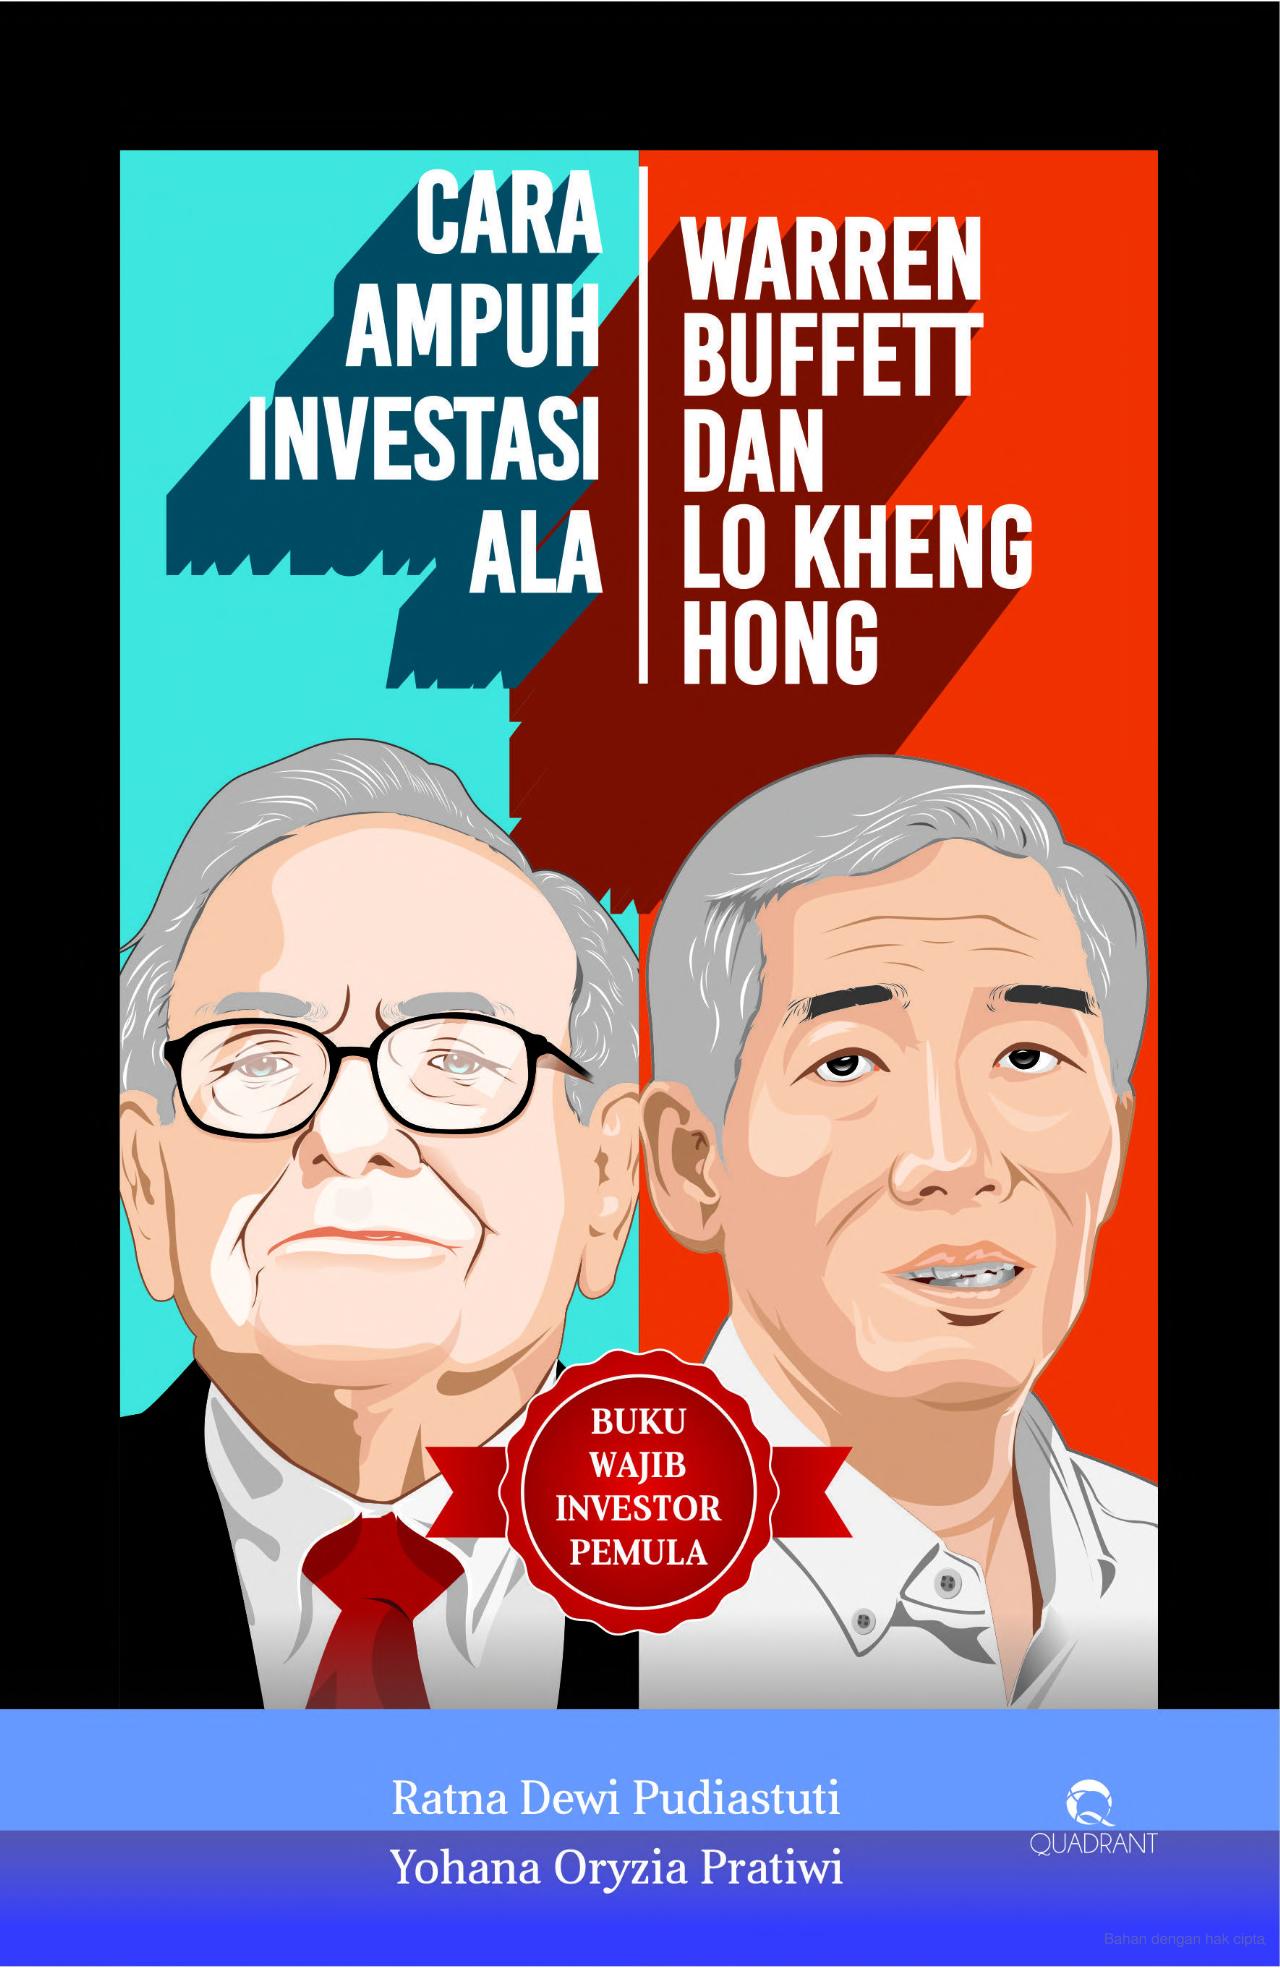 CARA
AMPUH
INVESTASI
ALA
WARREN
BUFFETT
DAN
LO KHENG
HONG
BUKU
WAJIB
INVESTOR
PEMULA
Ratna Dewi Pudiastuti
Yohana Oryzia Pratiwi
QUADRANT
Bahan dengan hak cipta